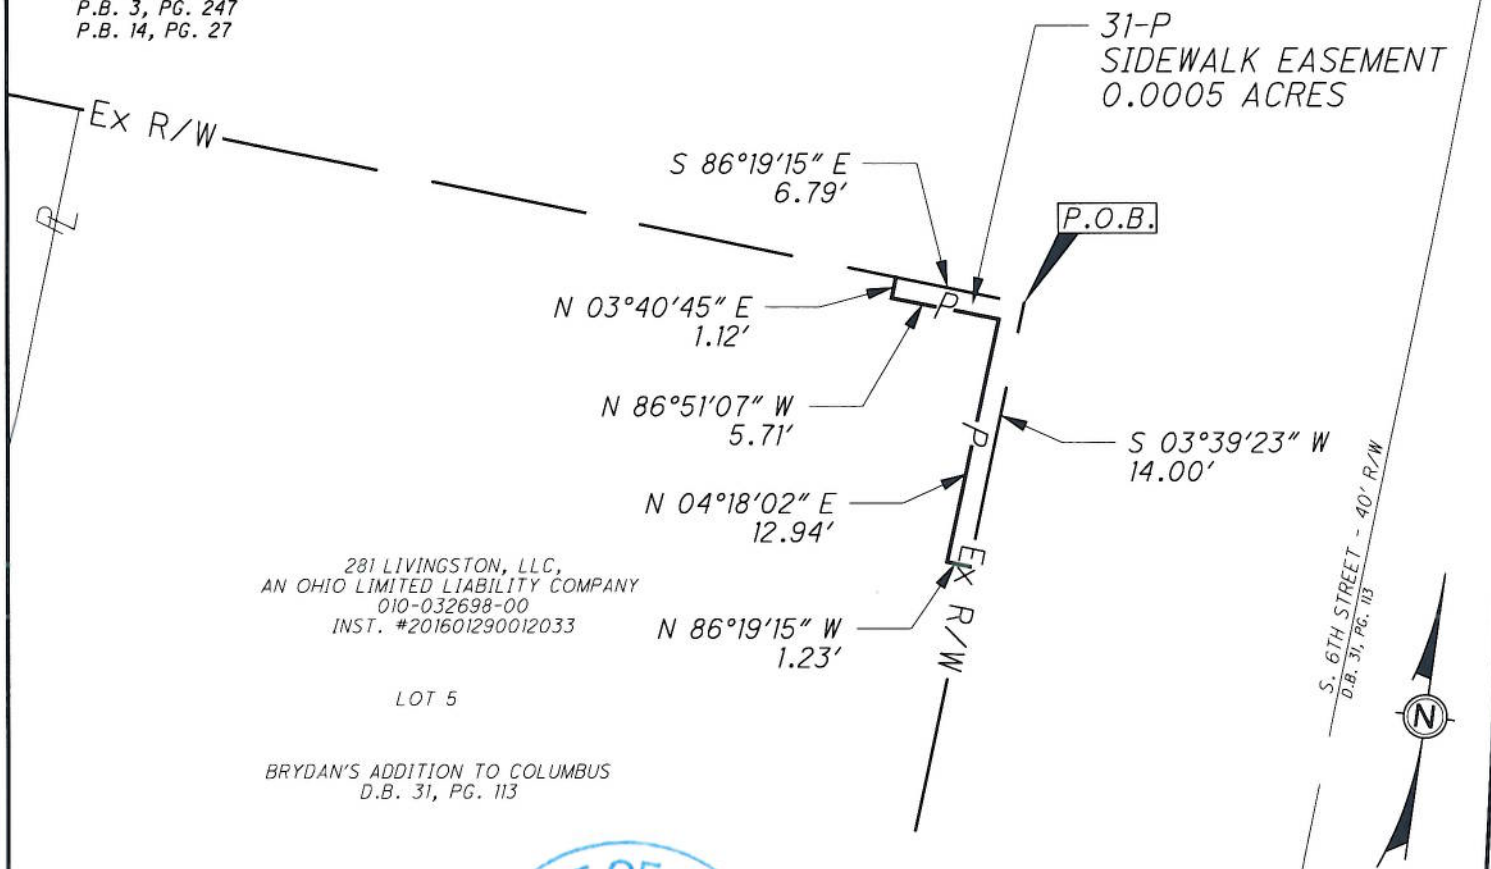 P.B. 3, PG. 247
P.B. 14, PG. 27
31-P
SIDEWALK EASEMENT
0.0005 ACRES
Ex R/W
PL
S 86°19'15" E
6.79'
P.O.B.
N 03°40'45" E
1.12'
P
N 86°51'07" W
5.71'
P
S 03°39'23" W
14.00'
N 04°18'02" E
12.94'
S. 6TH STREET - 40' R/W
D.B. 31, PG. 113
281 LIVINGSTON, LLC,
AN OHIO LIMITED LIABILITY COMPANY
010-032698-00
INST. #201601290012033
Ex R/W
N 86°19'15" W
1.23'
LOT 5
N
BRYDAN'S ADDITION TO COLUMBUS
D.B. 31, PG. 113